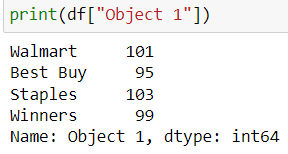 print(df["Object 1"])
Walmart     101
Best Buy     95
Staples     103
Winners      99
Name: Object 1, dtype: int64